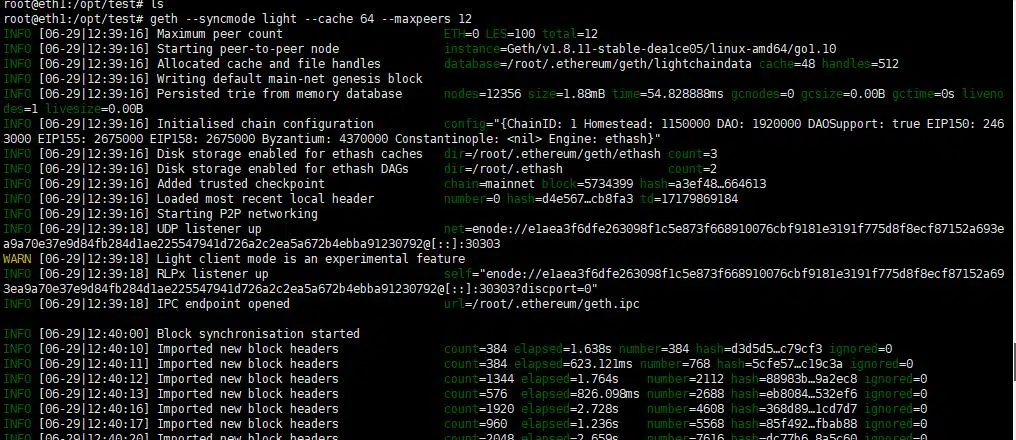 root@eth1:/opt/test# ls
root@eth1:/opt/test# geth --syncmode light --cache 64 --maxpeers 12
INFO [06-29|12:39:16] Maximum peer count ETH=0 LES=100 total=12
INFO [06-29|12:39:16] Starting peer-to-peer node instance=Geth/v1.8.11-stable-dea1ce05/linux-amd64/go1.10
INFO [06-29|12:39:16] Allocated cache and file handles database=/root/.ethereum/geth/lightchaindata cache=48 handles=512
INFO [06-29|12:39:16] Writing default main-net genesis block
INFO [06-29|12:39:16] Persisted trie from memory database nodes=12356 size=1.88mB time=54.828888ms gcnodes=0 gcsize=0.00B gctime=0s liveno
des=1 livesize=0.00B
INFO [06-29|12:39:16] Initialised chain configuration config="{ChainID: 1 Homestead: 1150000 DAO: 1920000 DAOSupport: true EIP150: 246
3000 EIP155: 2675000 EIP158: 2675000 Byzantium: 4370000 Constantinople: <nil> Engine: ethash}"
INFO [06-29|12:39:16] Disk storage enabled for ethash caches dir=/root/.ethereum/geth/ethash count=3
INFO [06-29|12:39:16] Disk storage enabled for ethash DAGs dir=/root/.ethash count=2
INFO [06-29|12:39:16] Added trusted checkpoint chain=mainnet block=5734399 hash=a3ef48…664613
INFO [06-29|12:39:16] Loaded most recent local header number=0 hash=d4e567…cb8fa3 td=17179869184
INFO [06-29|12:39:16] Starting P2P networking
INFO [06-29|12:39:18] UDP listener up net=enode://e1aea3f6dfe263098f1c5e873f668910076cbf9181e3191f775d8f8ecf87152a693e
a9a70e37e9d84fb284d1ae225547941d726a2c2ea5a672b4ebba91230792@[::]:30303
WARN [06-29|12:39:18] Light client mode is an experimental feature
INFO [06-29|12:39:18] RLPx listener up self="enode://e1aea3f6dfe263098f1c5e873f668910076cbf9181e3191f775d8f8ecf87152a69
3ea9a70e37e9d84fb284d1ae225547941d726a2c2ea5a672b4ebba91230792@[::]:30303?discport=0"
INFO [06-29|12:39:18] IPC endpoint opened url=/root/.ethereum/geth.ipc
INFO [06-29|12:40:00] Block synchronisation started
INFO [06-29|12:40:10] Imported new block headers count=384 elapsed=1.638s number=384 hash=d3d5d5…c79cf3 ignored=0
INFO [06-29|12:40:11] Imported new block headers count=384 elapsed=623.121ms number=768 hash=5cfe57…c19c3a ignored=0
INFO [06-29|12:40:12] Imported new block headers count=1344 elapsed=1.764s number=2112 hash=88983b…9a2ec8 ignored=0
INFO [06-29|12:40:13] Imported new block headers count=576 elapsed=826.098ms number=2688 hash=eb8084…532ef6 ignored=0
INFO [06-29|12:40:16] Imported new block headers count=1920 elapsed=2.728s number=4608 hash=368d89…1cd7d7 ignored=0
INFO [06-29|12:40:17] Imported new block headers count=960 elapsed=1.236s number=5568 hash=85f492…fbab88 ignored=0
INFO [06-29|12:40:20] Imported new block headers count=2048 elapsed=2.659s number=7616 hash=dc77b6…8a5c60 ignored=0